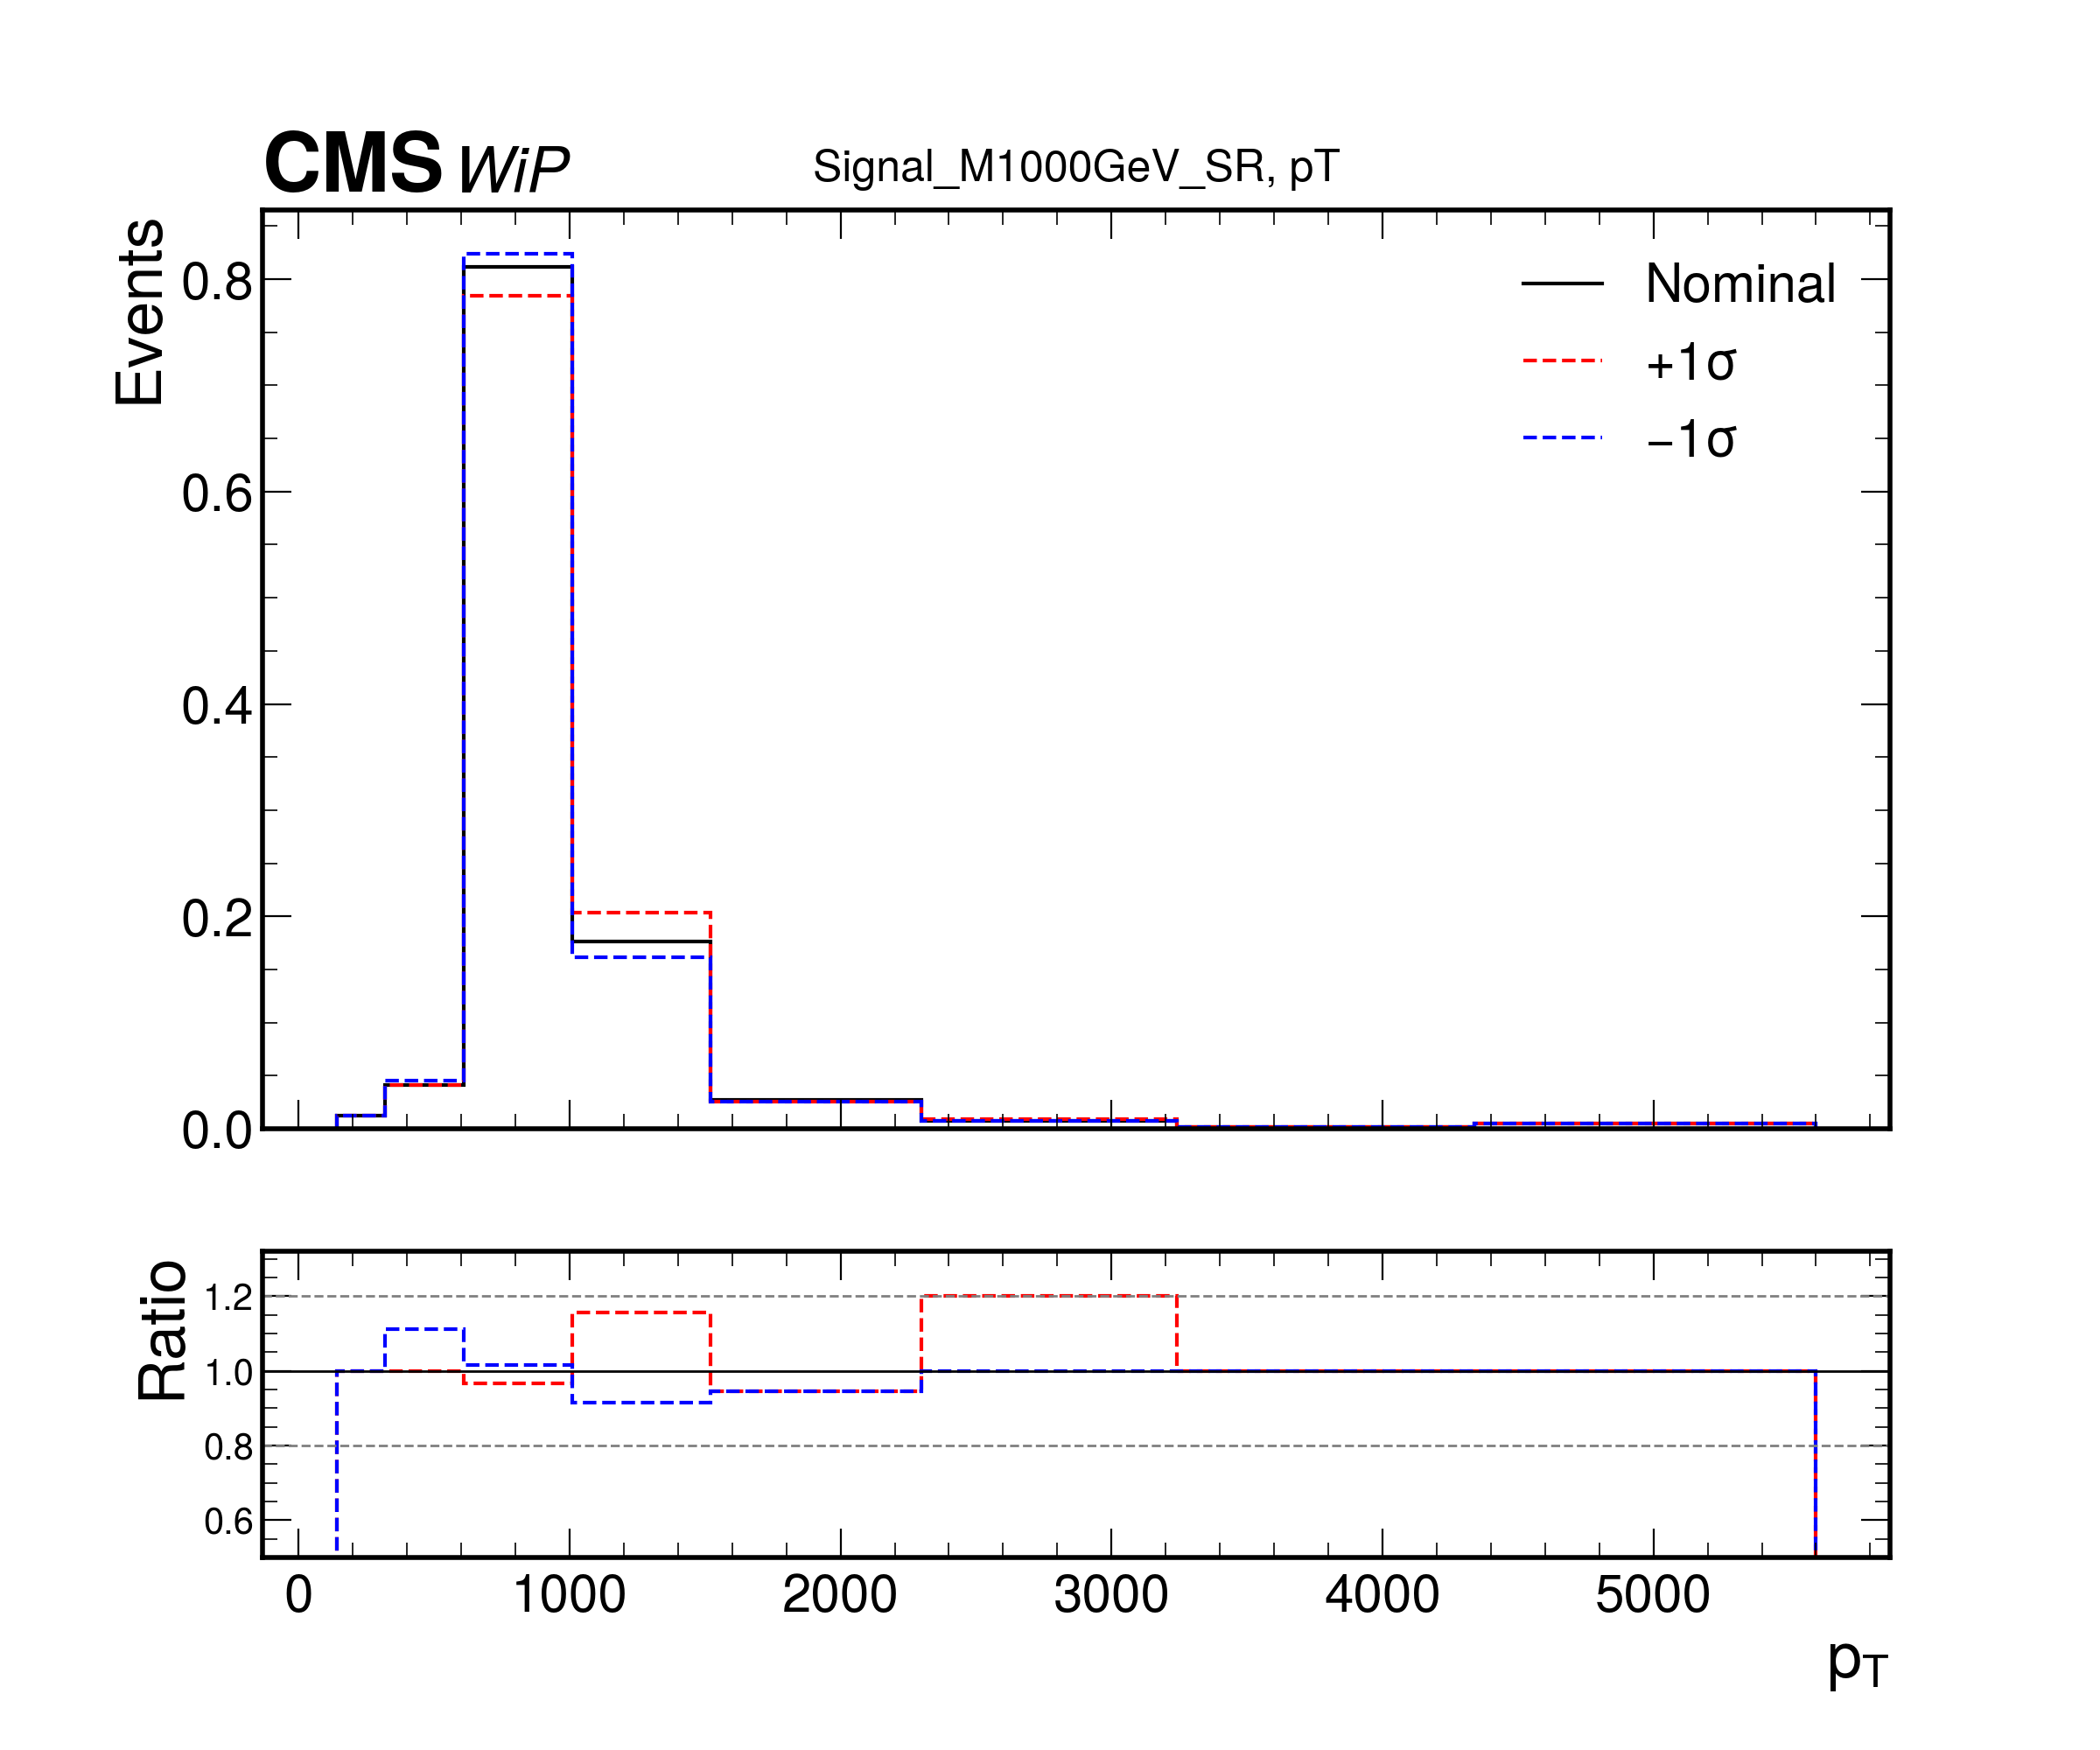 CMS WiP
Signal_M1000GeV_SR, pT
Events
0.8
0.6
0.4
0.2
0.0
Nominal
+1σ
−1σ
Ratio
1.2
1.0
0.8
0.6
0 1000 2000 3000 4000 5000
pT